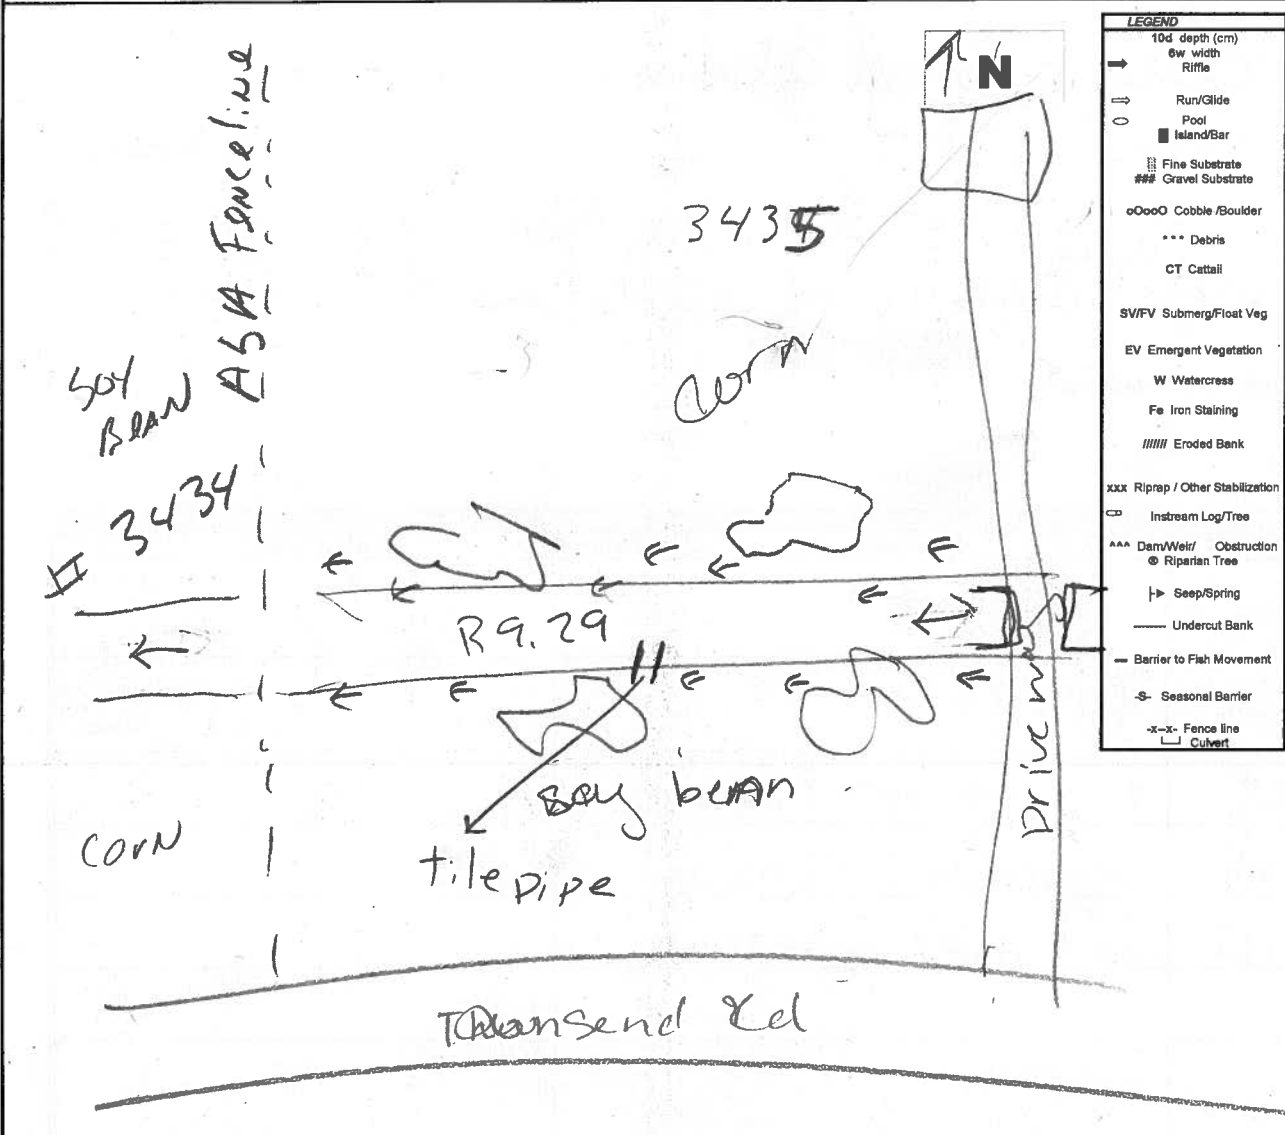 N
LEGEND
10d depth (cm)
6w width
Riffle
Run/Glide
Pool
Island/Bar
Fine Substrate
### Gravel Substrate
oOooO Cobble/Boulder
*** Debris
CT Cattail
SV/FV Submerg/Float Veg
EV Emergent Vegetation
W Watercress
Fe Iron Staining
/////// Eroded Bank
xxx Riprap / Other Stabilization
Instream Log/Tree
^^^ Dam/Weir/ Obstruction
Riparian Tree
Seep/Spring
Undercut Bank
Barrier to Fish Movement
-S- Seasonal Barrier
-x--x- Fence line
Culvert
Fenceline
3435
Corn
SOY
BEAN
3434
R9.29
soy bean
tile pipe
CORN
Townsend Rd